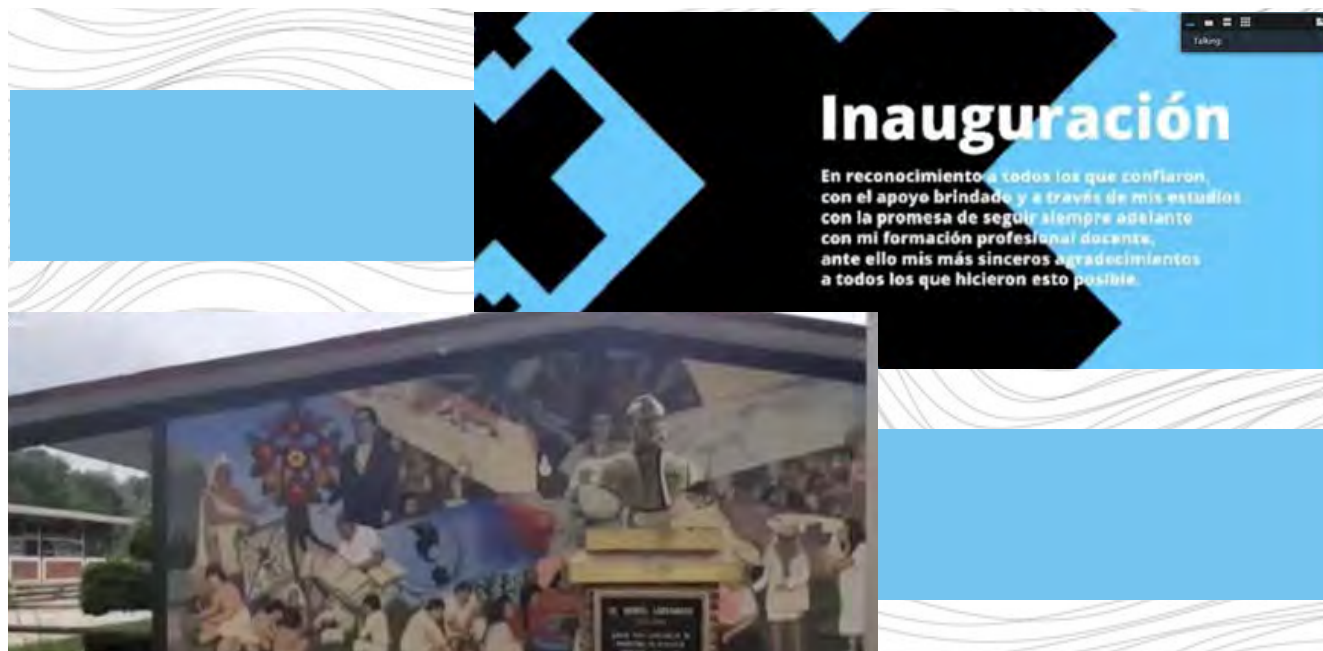 Talking:
Inauguración
En reconocimiento a todos los que confiaron,
con el apoyo brindado y a través de mis estudios
con la promesa de seguir siempre adelante
con mi formación profesional docente,
ante ello mis más sinceros agradecimientos
a todos los que hicieron esto posible.